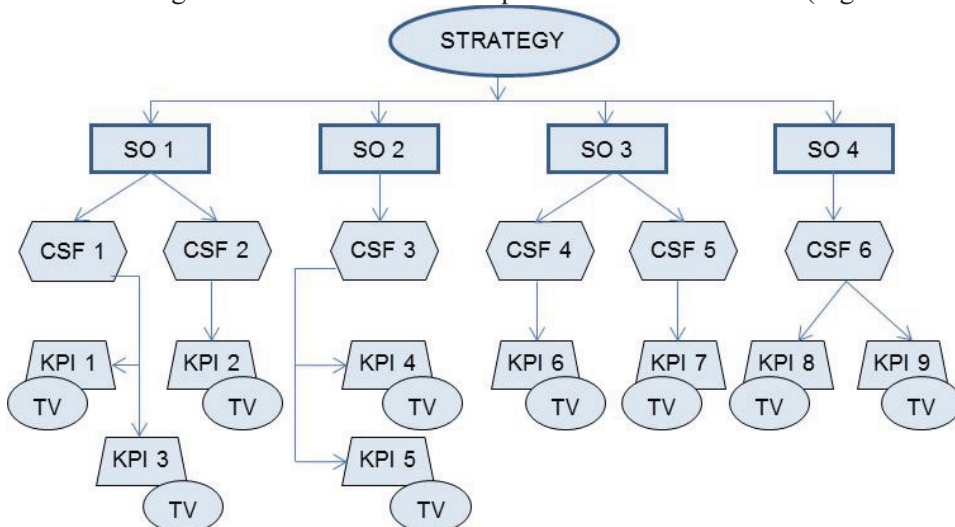 STRATEGY
SO 1 SO 2 SO 3 SO 4
CSF 1 CSF 2 CSF 3 CSF 4 CSF 5 CSF 6
KPI 1 KPI 2 KPI 4 KPI 6 KPI 7 KPI 8 KPI 9
TV TV TV TV TV TV TV
KPI 3 KPI 5
TV TV